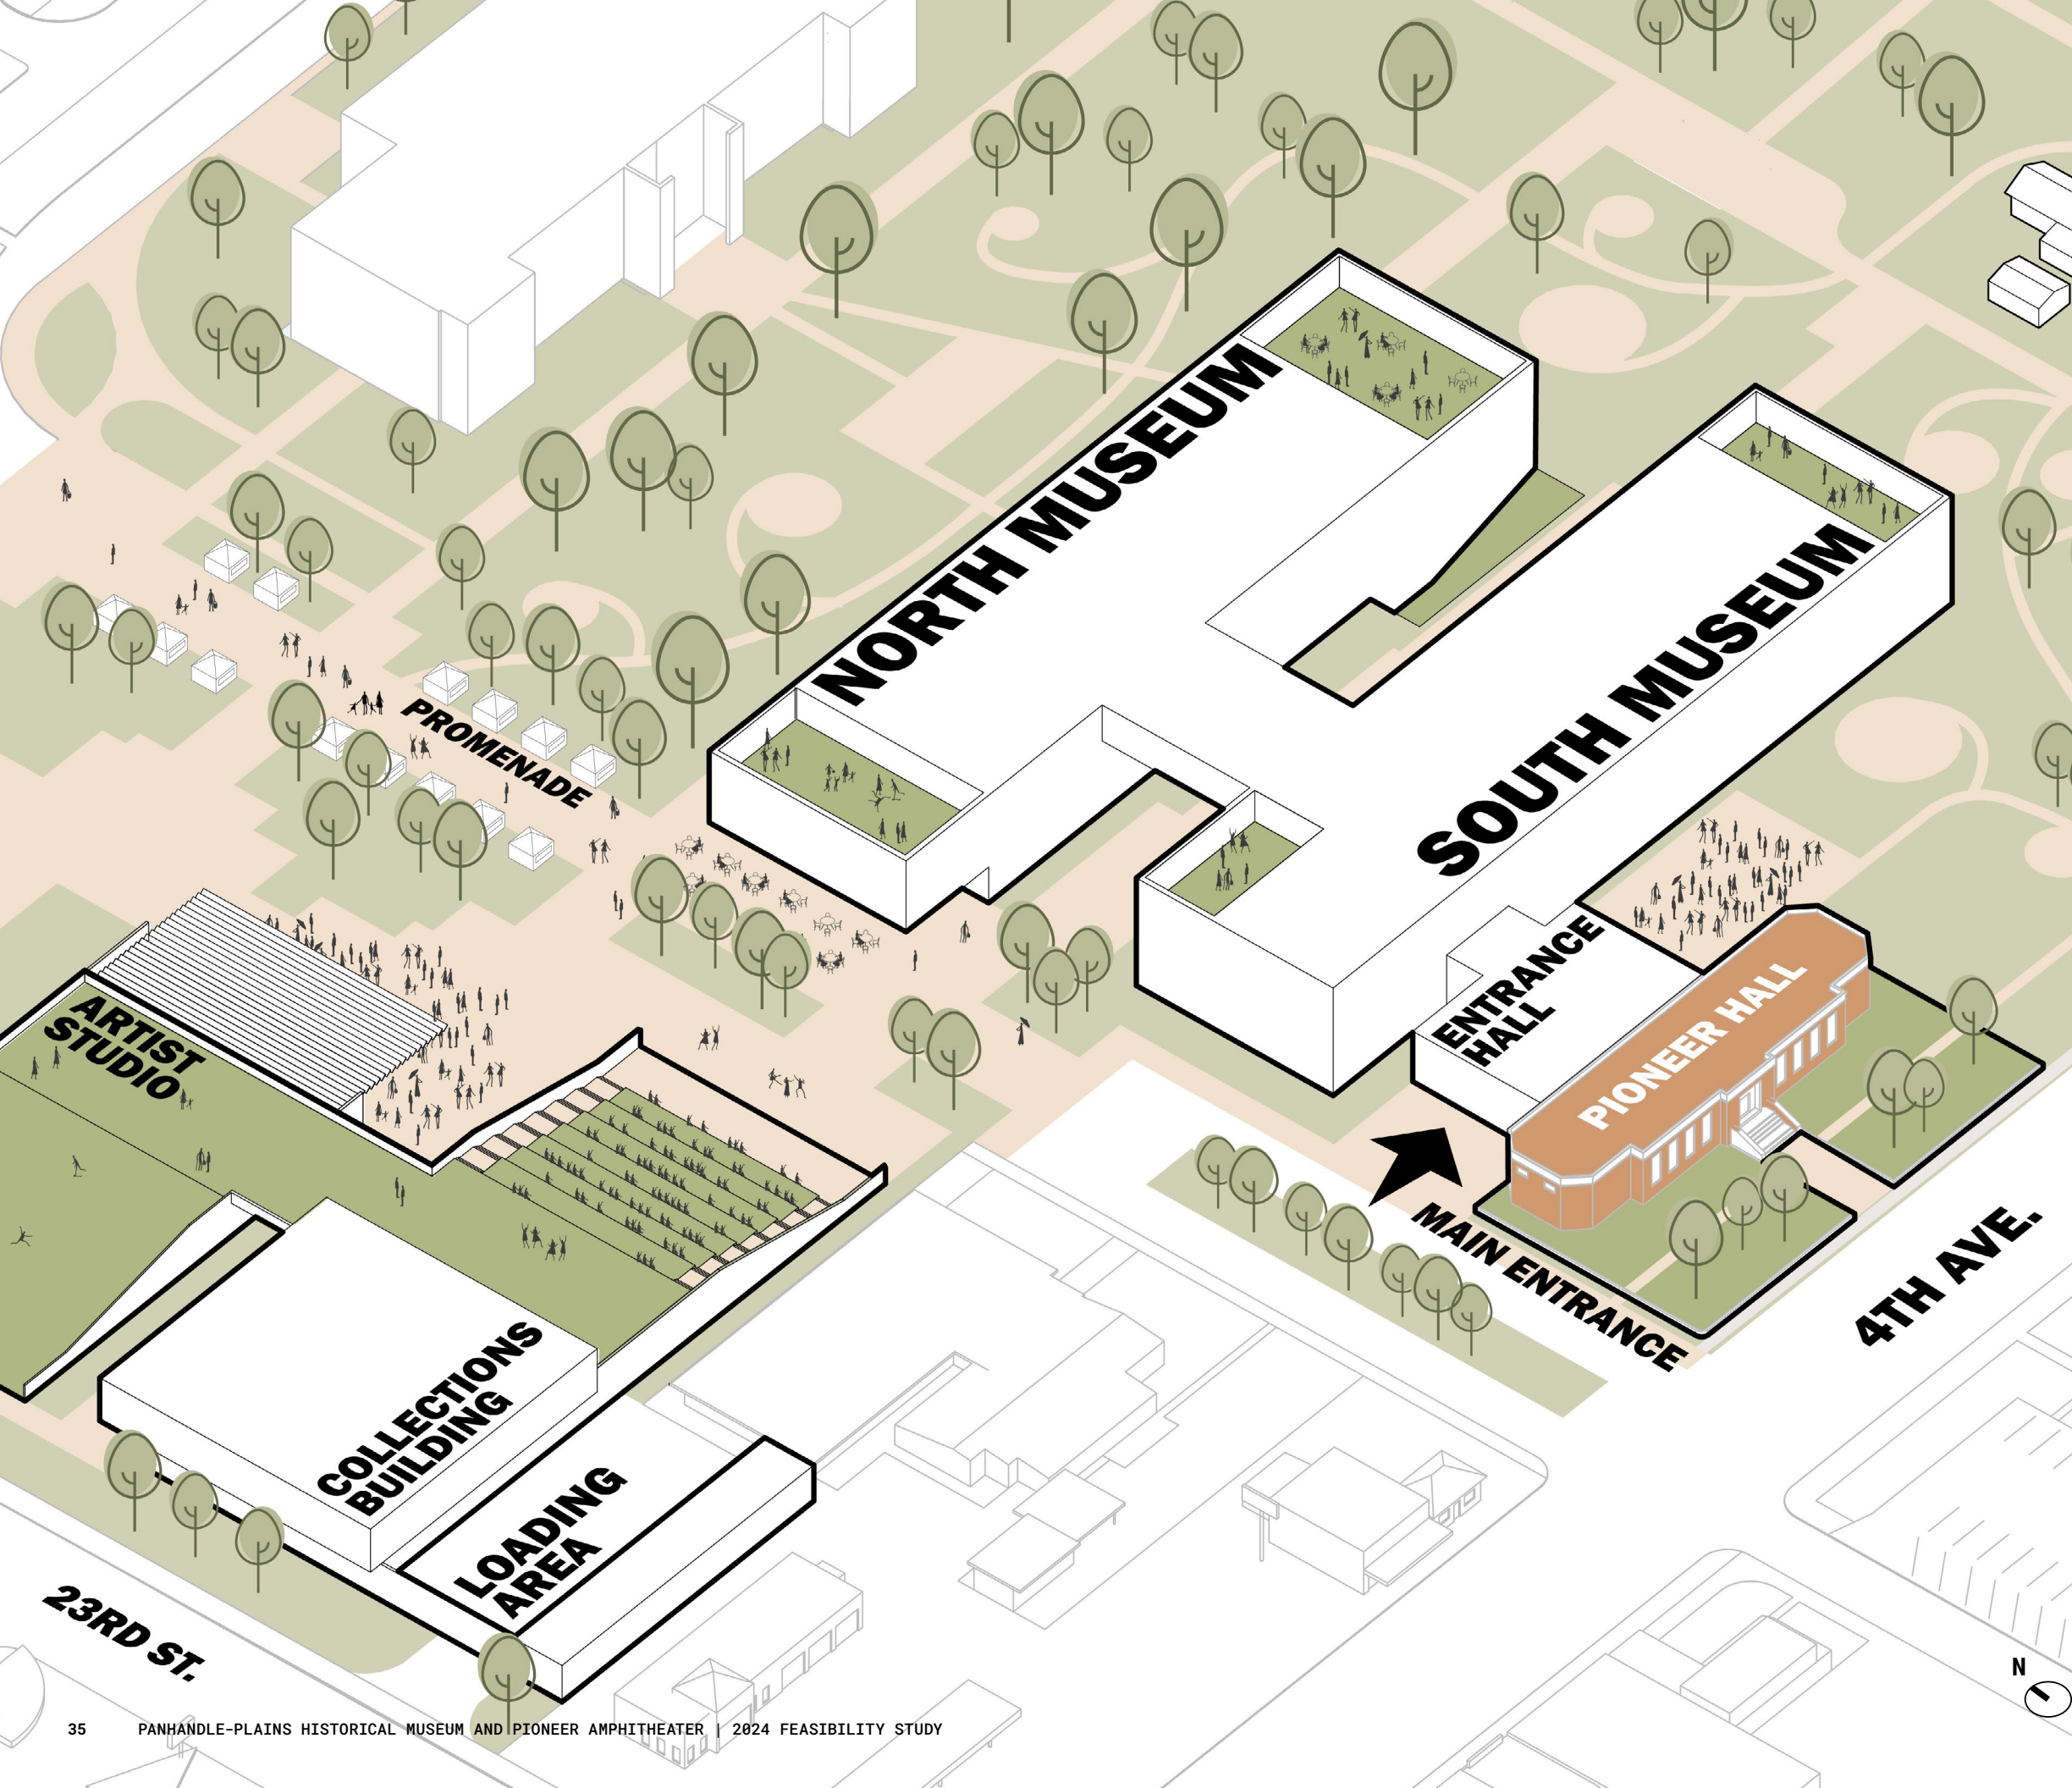 NORTH MUSEUM
SOUTH MUSEUM
PROMENADE
ENTRANCE
HALL
PIONEER HALL
ARTIST
STUDIO
MAIN ENTRANCE
4TH AVE.
COLLECTIONS
BUILDING
LOADING
AREA
23RD ST.
N
35 PANHANDLE-PLAINS HISTORICAL MUSEUM AND PIONEER AMPHITHEATER | 2024 FEASIBILITY STUDY